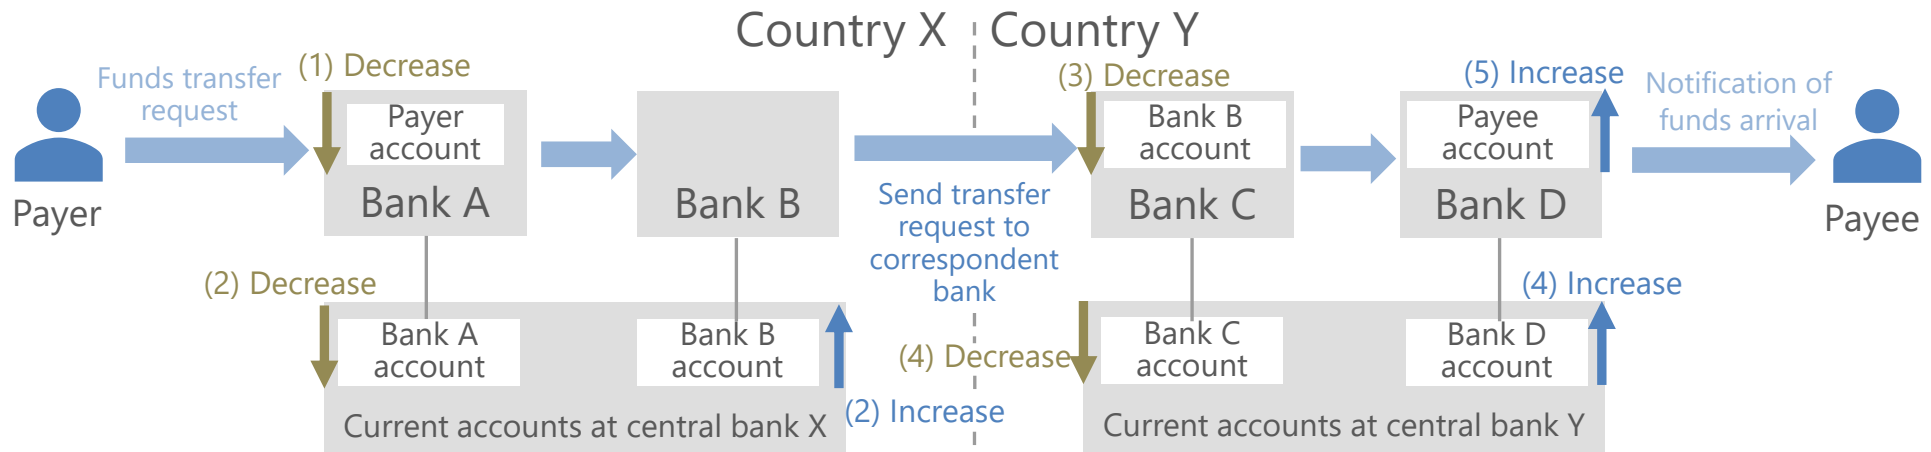 Country X
Country Y
Funds transfer
request
(1) Decrease
(3) Decrease
(5) Increase
Notification of
funds arrival
Payer
account
Bank B
account
Payee
account
Payer
Bank A
Bank B
Send transfer
request to
correspondent
bank
Bank C
Bank D
Payee
(2) Decrease
(4) Increase
Bank A
account
Bank B
account
(4) Decrease
Bank C
account
Bank D
account
(2) Increase
Current accounts at central bank X
Current accounts at central bank Y